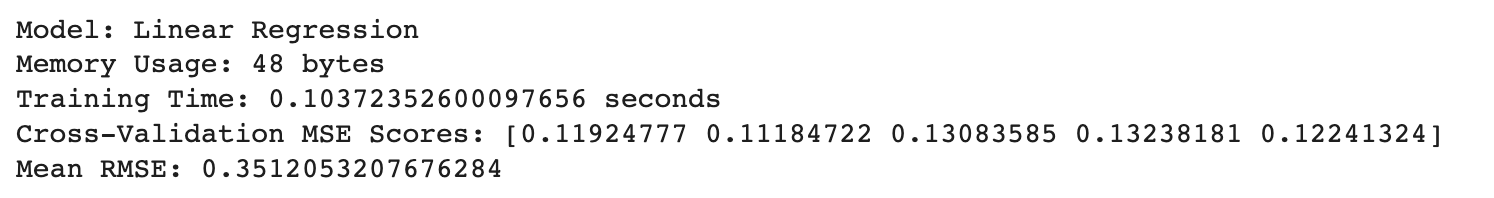 Model: Linear Regression
Memory Usage: 48 bytes
Training Time: 0.10372352600097656 seconds
Cross-Validation MSE Scores: [0.11924777 0.11184722 0.13083585 0.13238181 0.12241324]
Mean RMSE: 0.3512053207676284